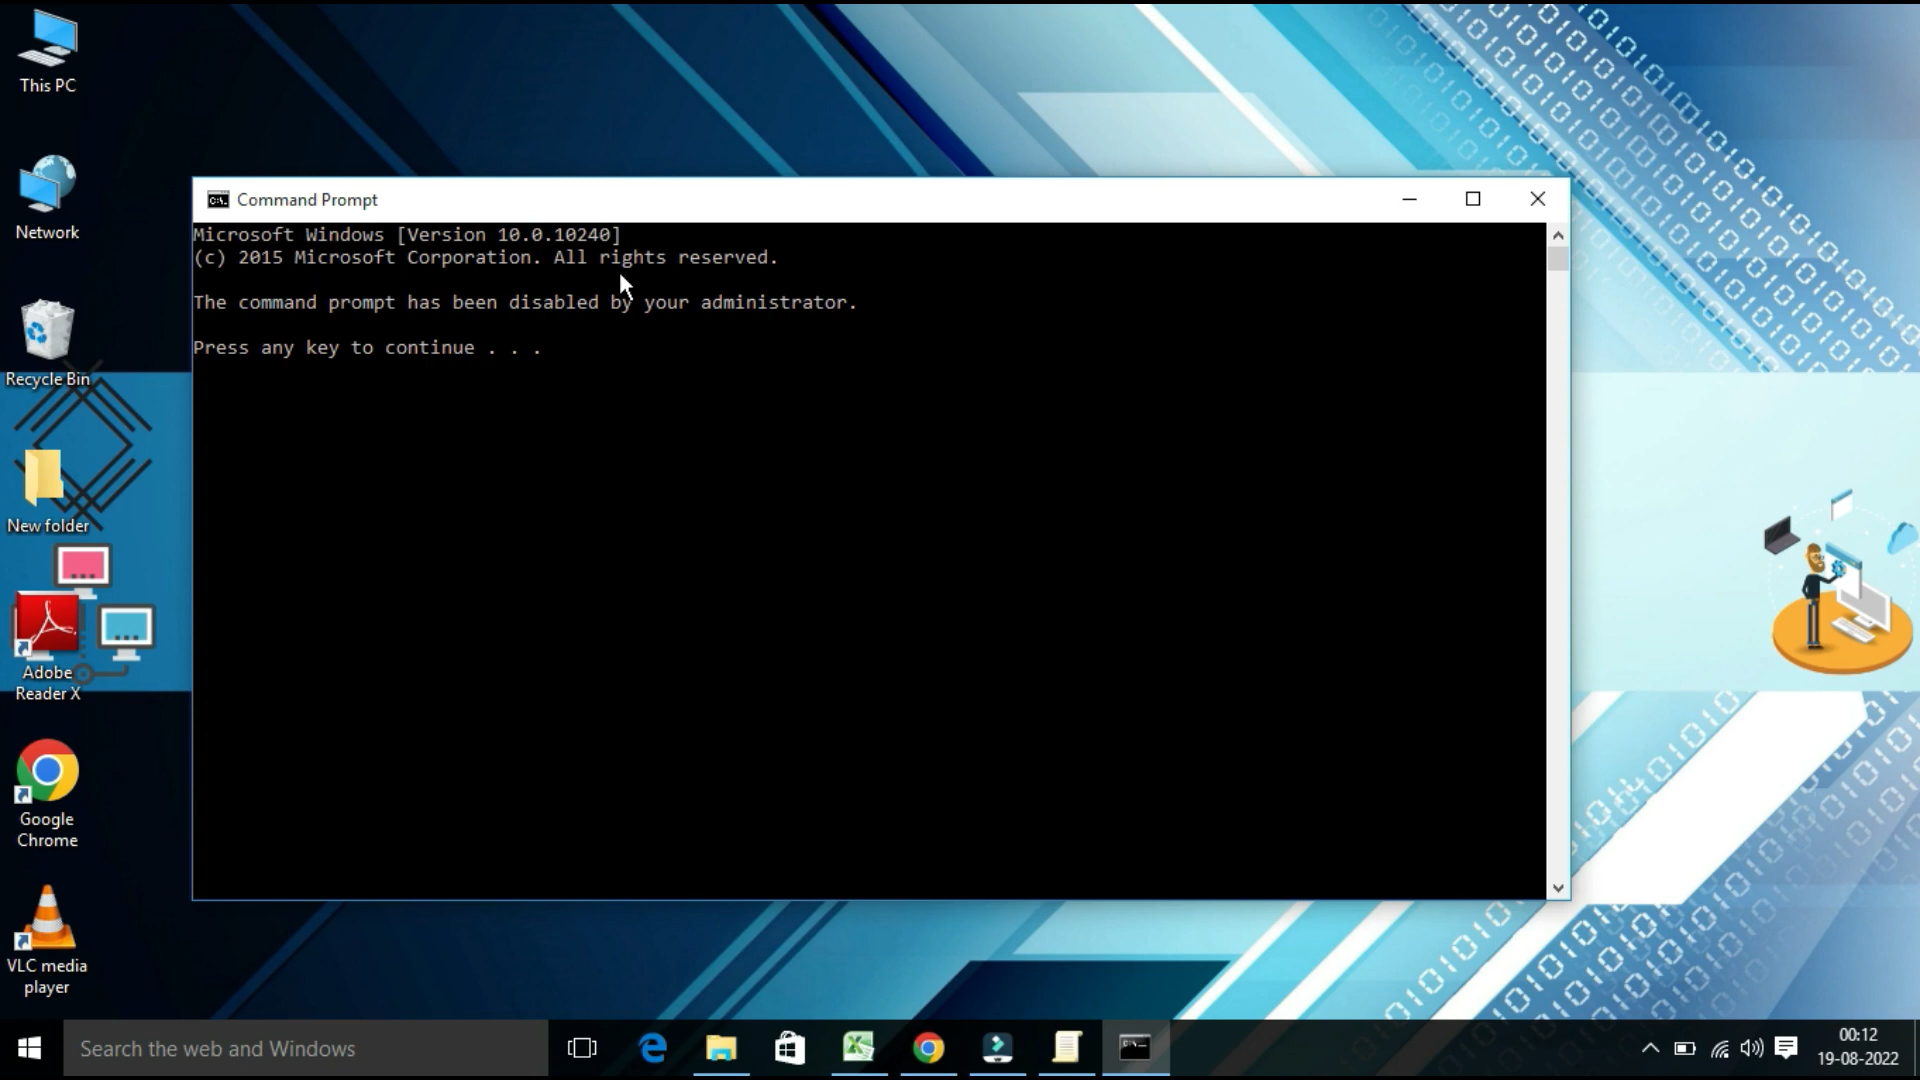 This PC
Network
Recycle Bin
New folder
Adobe
Reader X
Google
Chrome
VLC media
player
Command Prompt
Microsoft Windows [Version 10.0.10240]
(c) 2015 Microsoft Corporation. All rights reserved.
The command prompt has been disabled by your administrator.
Press any key to continue . . .
Search the web and Windows
00:12
19-08-2022